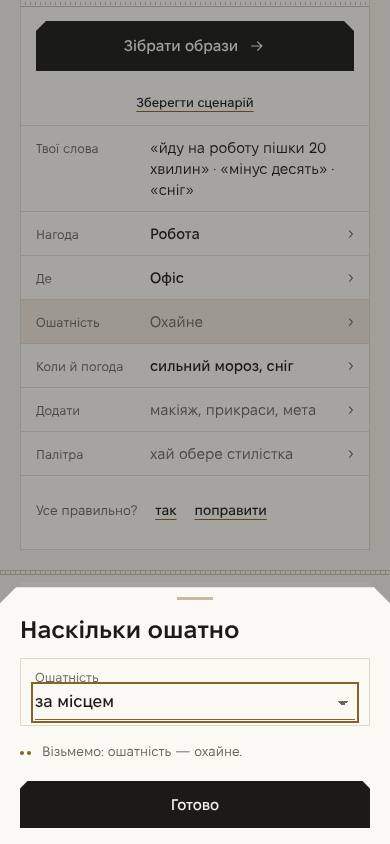 Зібрати образи →
Зберегти сценарій
Твої слова «йду на роботу пішки 20
хвилин» · «мінус десять» ·
«сніг»
Нагода Робота
Де Офіс
Ошатність Охайне
Коли й погода сильний мороз, сніг
Додати макіяж, прикраси, мета
Палітра хай обере стилістка
Усе правильно? так поправити
Наскільки ошатно
Ошатність
за місцем
Візьмемо: ошатність — охайне.
Готово